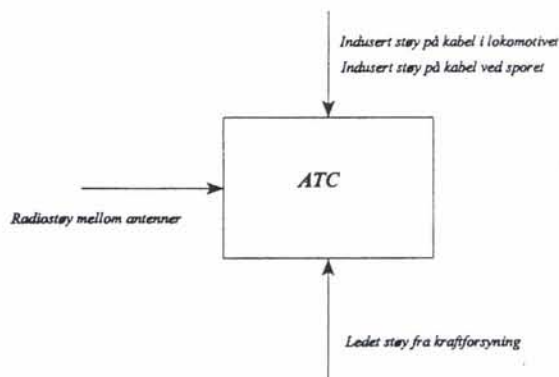 Indusert støy på kabel i lokomotivet
Indusert støy på kabel ved sporet
ATC
Radiostøy mellom antenner
Ledet støy fra kraftforsyning